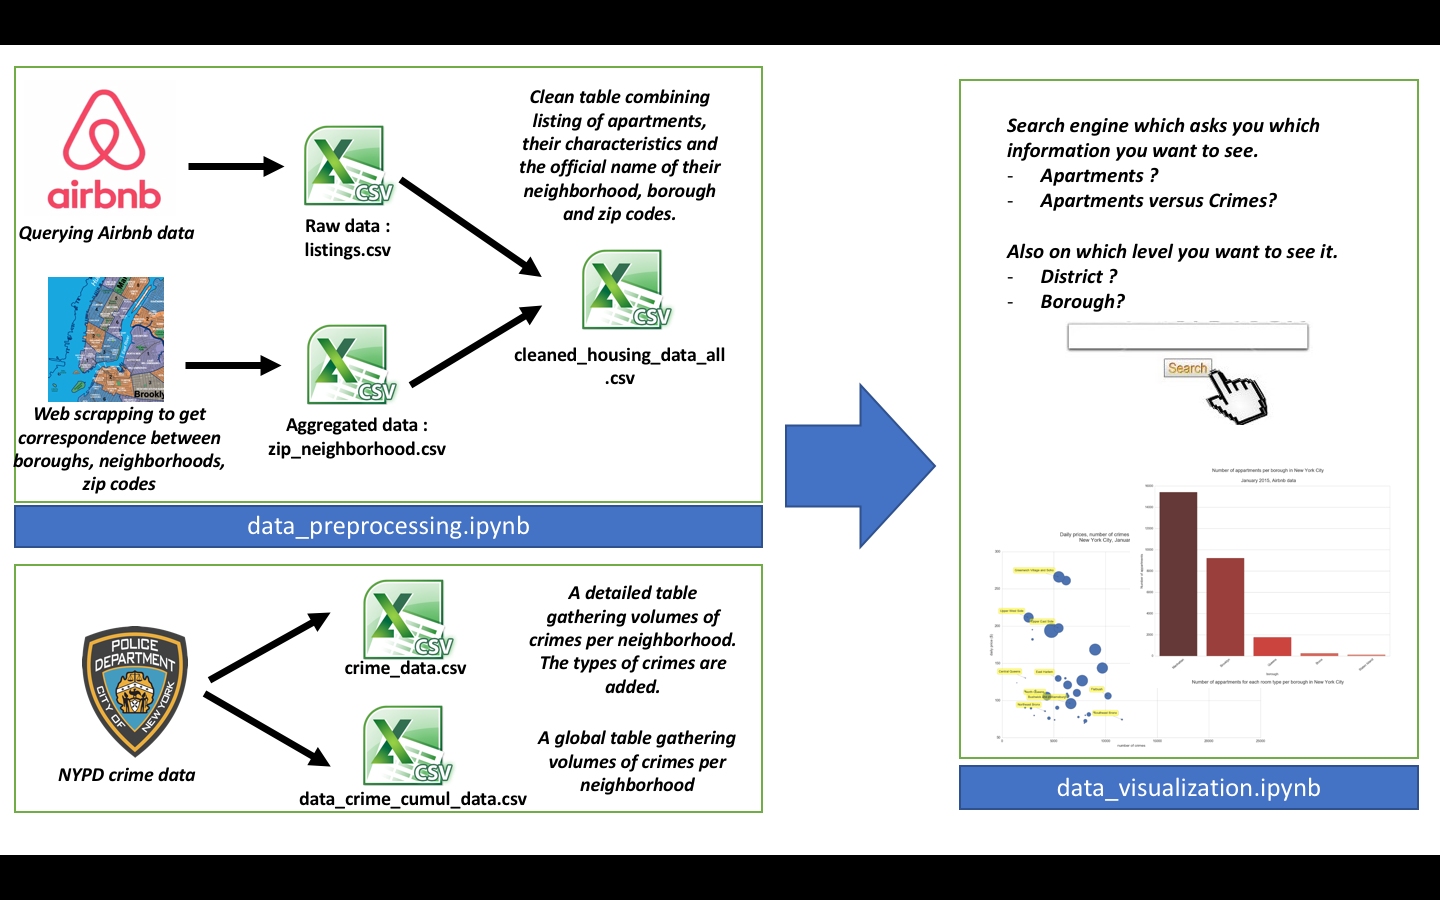 airbnb
Querying Airbnb data
CSV
Raw data :
listings.csv
Clean table combining
listing of apartments,
their characteristics and
the official name of their
neighborhood, borough
and zip codes.
CSV
cleaned_housing_data_all
.csv
Web scrapping to get
correspondence between
boroughs, neighborhoods,
zip codes
CSV
Aggregated data :
zip_neighborhood.csv
data_preprocessing.ipynb
POLICE
DEPARTMENT
CITY OF
NEW YORK
NYPD crime data
CSV
crime_data.csv
A detailed table
gathering volumes of
crimes per neighborhood.
The types of crimes are
added.
CSV
data_crime_cumul_data.csv
A global table gathering
volumes of crimes per
neighborhood
Search engine which asks you which
information you want to see.
- Apartments ?
- Apartments versus Crimes?
Also on which level you want to see it.
- District ?
- Borough?
Search
Number of appartments per borough in New York City
January 2015, Airbnb data
Daily prices, number of crimes
New York City, Januar
number of crimes
Number of appartments for each room type per borough in New York City
data_visualization.ipynb